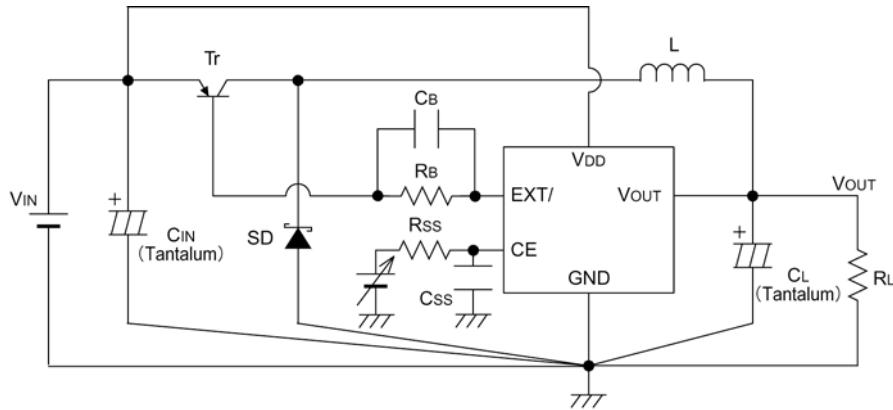 L
Tr
CB
VDD
RB
EXT/
VOUT
VOUT
VIN
+
CIN
(Tantalum)
SD
RSS
CE
CSS
GND
+
CL
(Tantalum)
RL